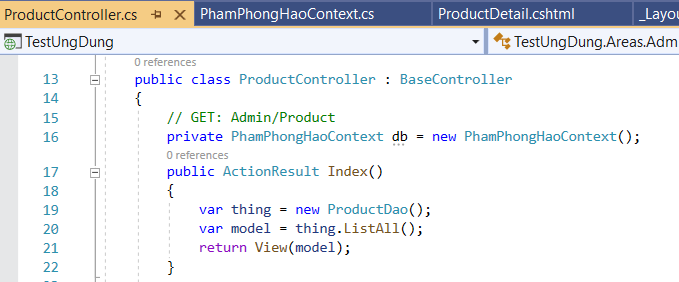 ProductController.cs PhamPhongHaoContext.cs ProductDetail.cshtml _Layou
TestUngDung TestUngDung.Areas.Adm
0 references
13 public class ProductController : BaseController
14 {
15 // GET: Admin/Product
16 private PhamPhongHaoContext db = new PhamPhongHaoContext();
0 references
17 public ActionResult Index()
18 {
19 var thing = new ProductDao();
20 var model = thing.ListAll();
21 return View(model);
22 }